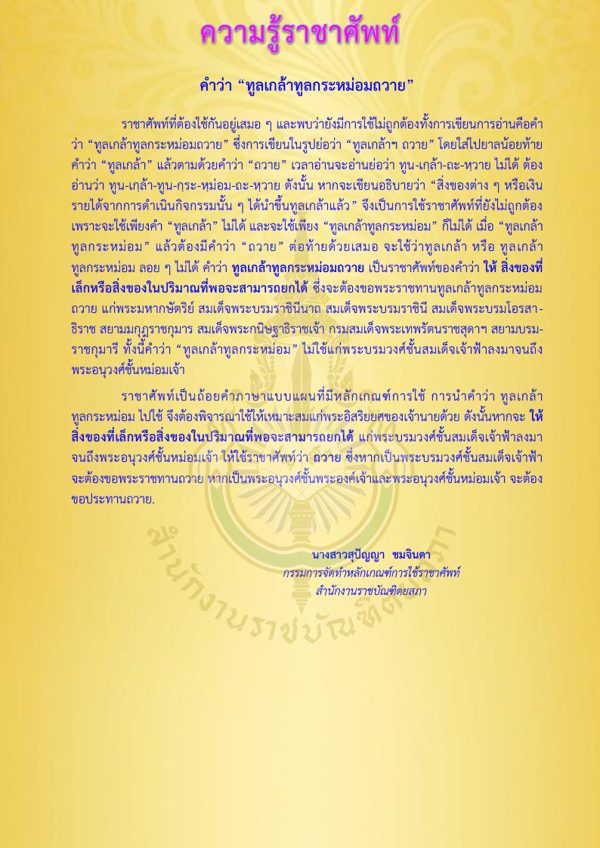 ความรู้ราชาศัพท์
คำว่า “ทูลเกล้าทูลกระหม่อมถวาย”
ราชาศัพท์ที่ต้องใช้กันอยู่เสมอ ๆ และพบว่ายังมีการใช้ไม่ถูกต้องทั้งการเขียนการอ่านคือคำ
ว่า “ทูลเกล้าทูลกระหม่อมถวาย” ซึ่งการเขียนในรูปย่อว่า “ทูลเกล้าฯ ถวาย” โดยใส่ไปยาลน้อยท้าย
คำว่า “ทูลเกล้า” แล้วตามด้วยคำว่า “ถวาย” เวลาอ่านจะอ่านย่อว่า ทูน-เกฺล้า-ถะ-หฺวาย ไม่ได้ ต้อง
อ่านว่า ทูน-เกฺล้า-ทูน-กฺระ-หฺม่อม-ถะ-หฺวาย ดังนั้น หากจะเขียนอธิบายว่า “สิ่งของต่าง ๆ หรือเงิน
รายได้จากการดำเนินกิจกรรมนั้น ๆ ได้นำขึ้นทูลเกล้าแล้ว” จึงเป็นการใช้ราชาศัพท์ที่ยังไม่ถูกต้อง
เพราะจะใช้เพียงคำ “ทูลเกล้า” ไม่ได้ และจะใช้เพียง “ทูลเกล้าทูลกระหม่อม” ก็ไม่ได้ เมื่อ “ทูลเกล้า
ทูลกระหม่อม” แล้วต้องมีคำว่า “ถวาย” ต่อท้ายด้วยเสมอ จะใช้ว่าทูลเกล้า หรือ ทูลเกล้า
ทูลกระหม่อม ลอย ๆ ไม่ได้ คำว่า ทูลเกล้าทูลกระหม่อมถวาย เป็นราชาศัพท์ของคำว่า ให้ สิ่งของที่
เล็กหรือสิ่งของในปริมาณที่พอจะสามารถยกได้ ซึ่งจะต้องขอพระราชทานทูลเกล้าทูลกระหม่อม
ถวาย แก่พระมหากษัตริย์ สมเด็จพระบรมราชินีนาถ สมเด็จพระบรมราชินี สมเด็จพระบรมโอรสา-
ธิราช สยามมกุฎราชกุมาร สมเด็จพระกนิษฐาธิราชเจ้า กรมสมเด็จพระเทพรัตนราชสุดาฯ สยามบรม-
ราชกุมารี ทั้งนี้คำว่า “ทูลเกล้าทูลกระหม่อม” ไม่ใช้แก่พระบรมวงศ์ชั้นสมเด็จเจ้าฟ้าลงมาจนถึง
พระอนุวงศ์ชั้นหม่อมเจ้า
ราชาศัพท์เป็นถ้อยคำภาษาแบบแผนที่มีหลักเกณฑ์การใช้ การนำคำว่า ทูลเกล้า
ทูลกระหม่อม ไปใช้ จึงต้องพิจารณาใช้ให้เหมาะสมแก่พระอิสริยยศของเจ้านายด้วย ดังนั้นหากจะ ให้
สิ่งของที่เล็กหรือสิ่งของในปริมาณที่พอจะสามารถยกได้ แก่พระบรมวงศ์ชั้นสมเด็จเจ้าฟ้าลงมา
จนถึงพระอนุวงศ์ชั้นหม่อมเจ้า ให้ใช้ราชาศัพท์ว่า ถวาย ซึ่งหากเป็นพระบรมวงศ์ชั้นสมเด็จเจ้าฟ้า
จะต้องขอพระราชทานถวาย หากเป็นพระอนุวงศ์ชั้นพระองค์เจ้าและพระอนุวงศ์ชั้นหม่อมเจ้า จะต้อง
ขอประทานถวาย.
นางสาวสุปัญญา ชมจินดา
กรรมการจัดทำหลักเกณฑ์การใช้ราชาศัพท์
สำนักงานราชบัณฑิตยสภา
สำนักงานราชบัณฑิตยสภา